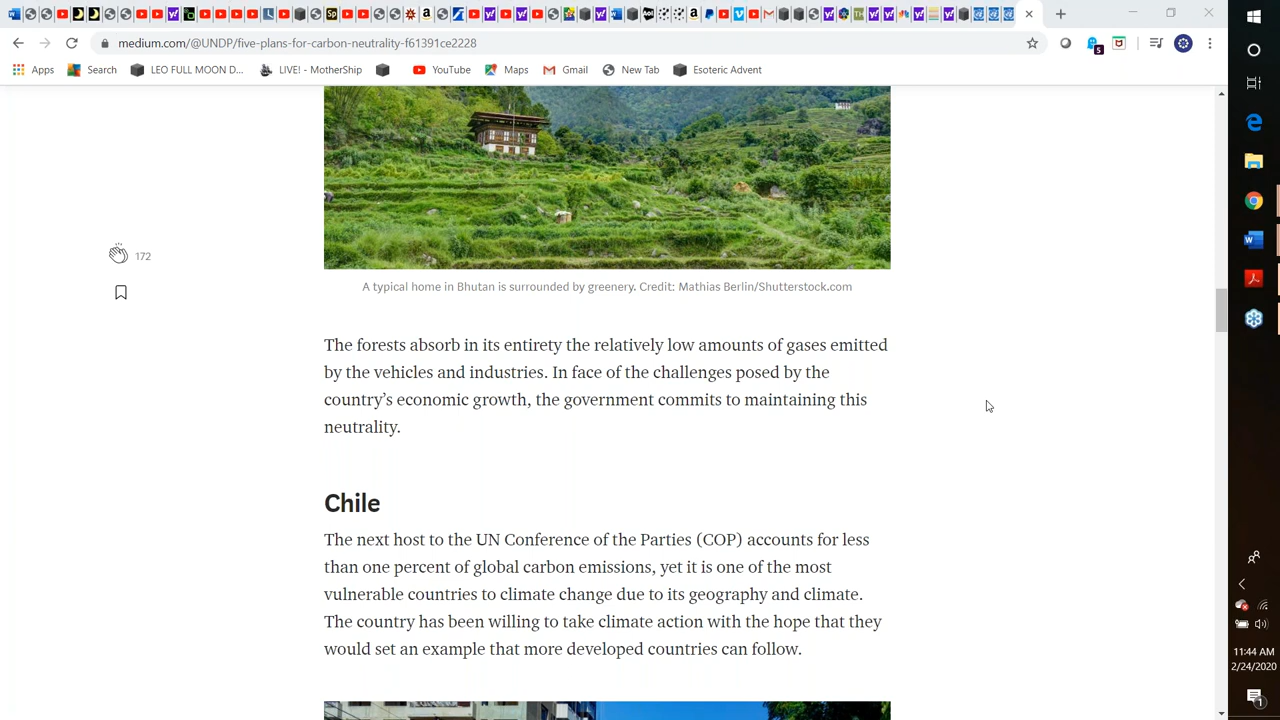 medium.com/@UNDP/five-plans-for-carbon-neutrality-f61391ce2228
5
Apps
Search
LEO FULL MOON D...
LIVE! - MotherShip
YouTube
Maps
Gmail
New Tab
Esoteric Advent
172
A typical home in Bhutan is surrounded by greenery. Credit: Mathias Berlin/Shutterstock.com
The forests absorb in its entirety the relatively low amounts of gases emitted
by the vehicles and industries. In face of the challenges posed by the
country’s economic growth, the government commits to maintaining this
neutrality.
Chile
The next host to the UN Conference of the Parties (COP) accounts for less
than one percent of global carbon emissions, yet it is one of the most
vulnerable countries to climate change due to its geography and climate.
The country has been willing to take climate action with the hope that they
would set an example that more developed countries can follow.
11:44 AM
2/24/2020
1